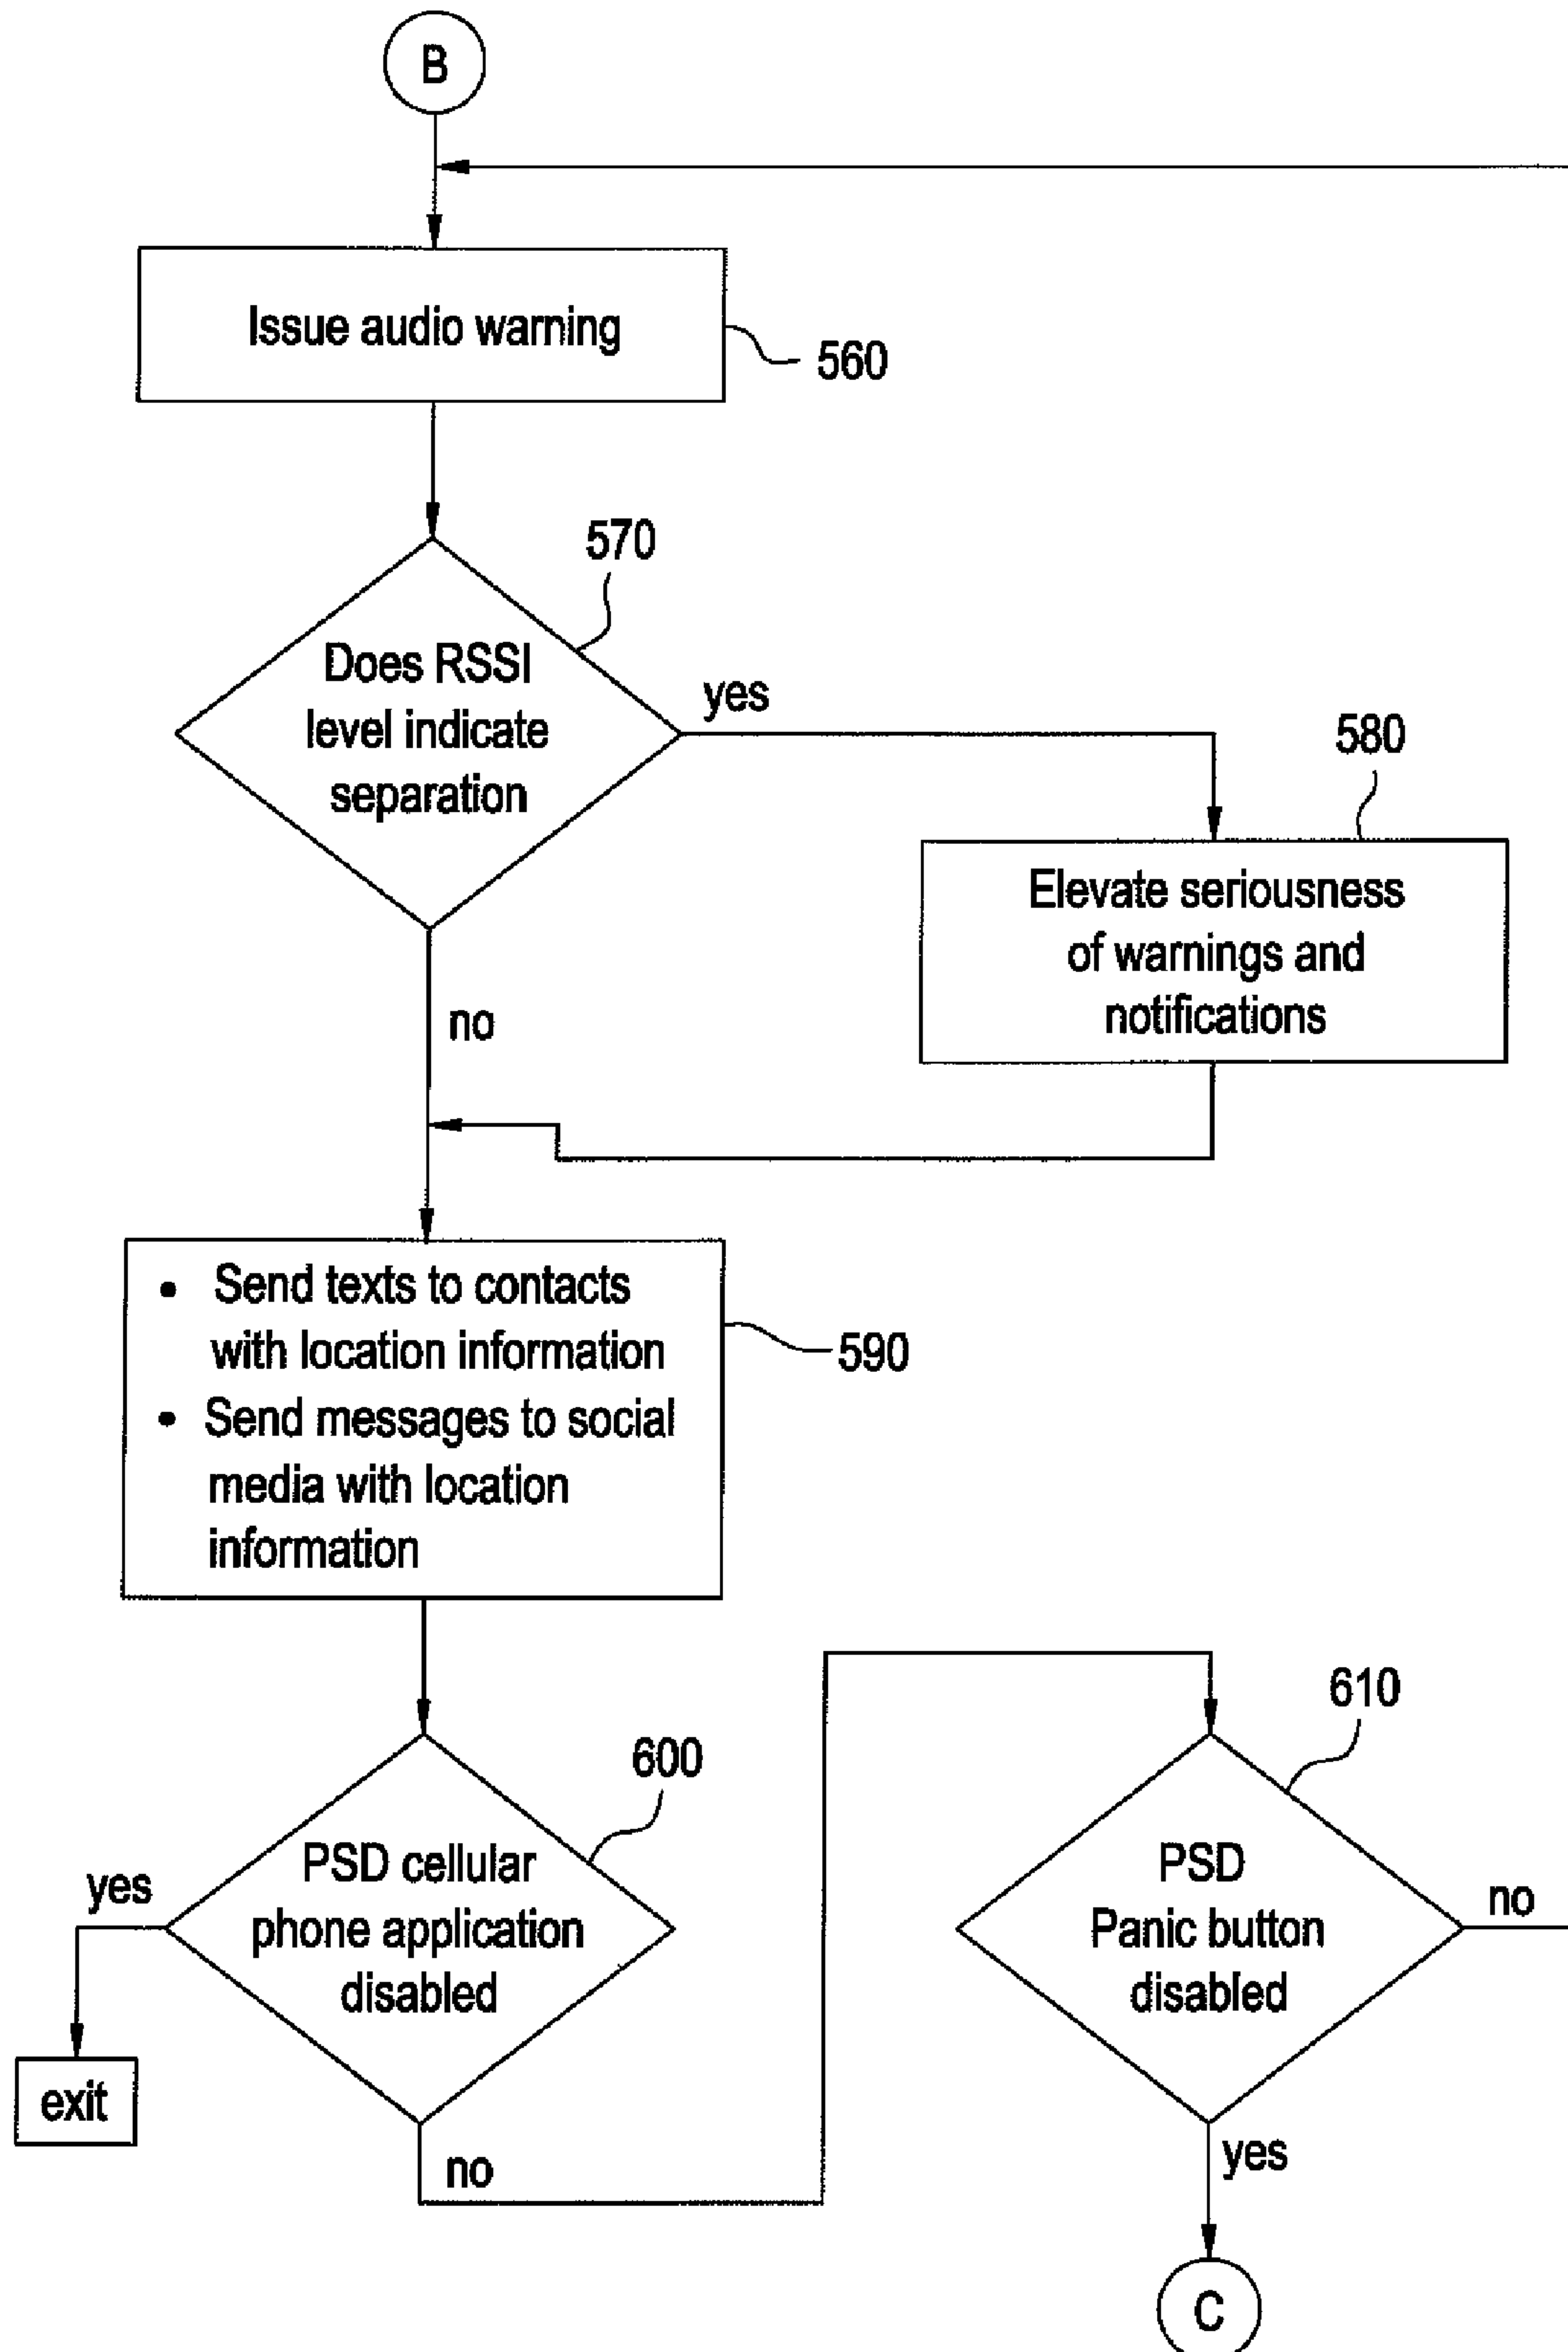 B
Issue audio warning
560
570
Does RSSI
level indicate
separation
yes
580
Elevate seriousness
of warnings and
notifications
no
• Send texts to contacts
with location information
• Send messages to social
media with location
information
590
600
PSD cellular
phone application
disabled
yes
exit
no
610
PSD
Panic button
disabled
no
yes
C